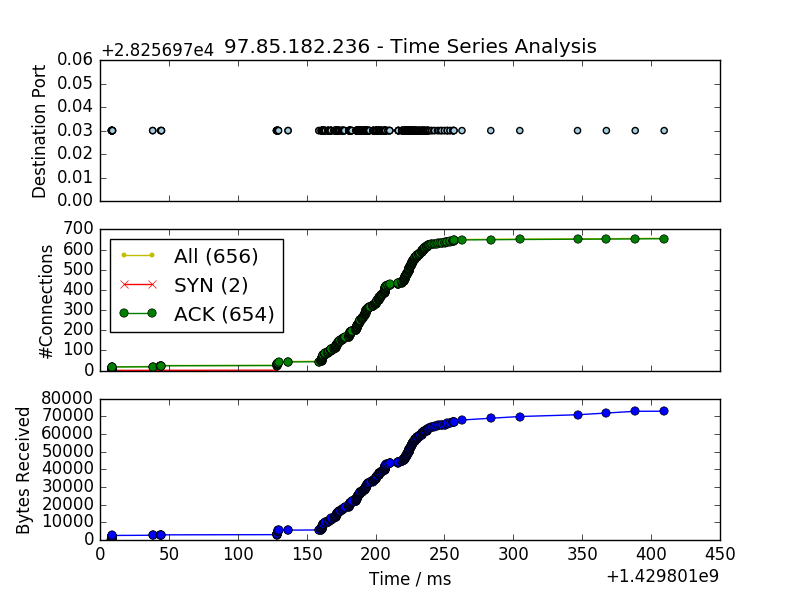 +2.825697e4 97.85.182.236 - Time Series Analysis
0.06
0.05
0.04
0.03
0.02
0.01
0.00
Destination Port
700
600
500
400
300
200
100
0
#Connections
All (656)
SYN (2)
ACK (654)
80000
70000
60000
50000
40000
30000
20000
10000
0
Bytes Received
0 50 100 150 200 250 300 350 400 450
Time / ms
+1.429801e9